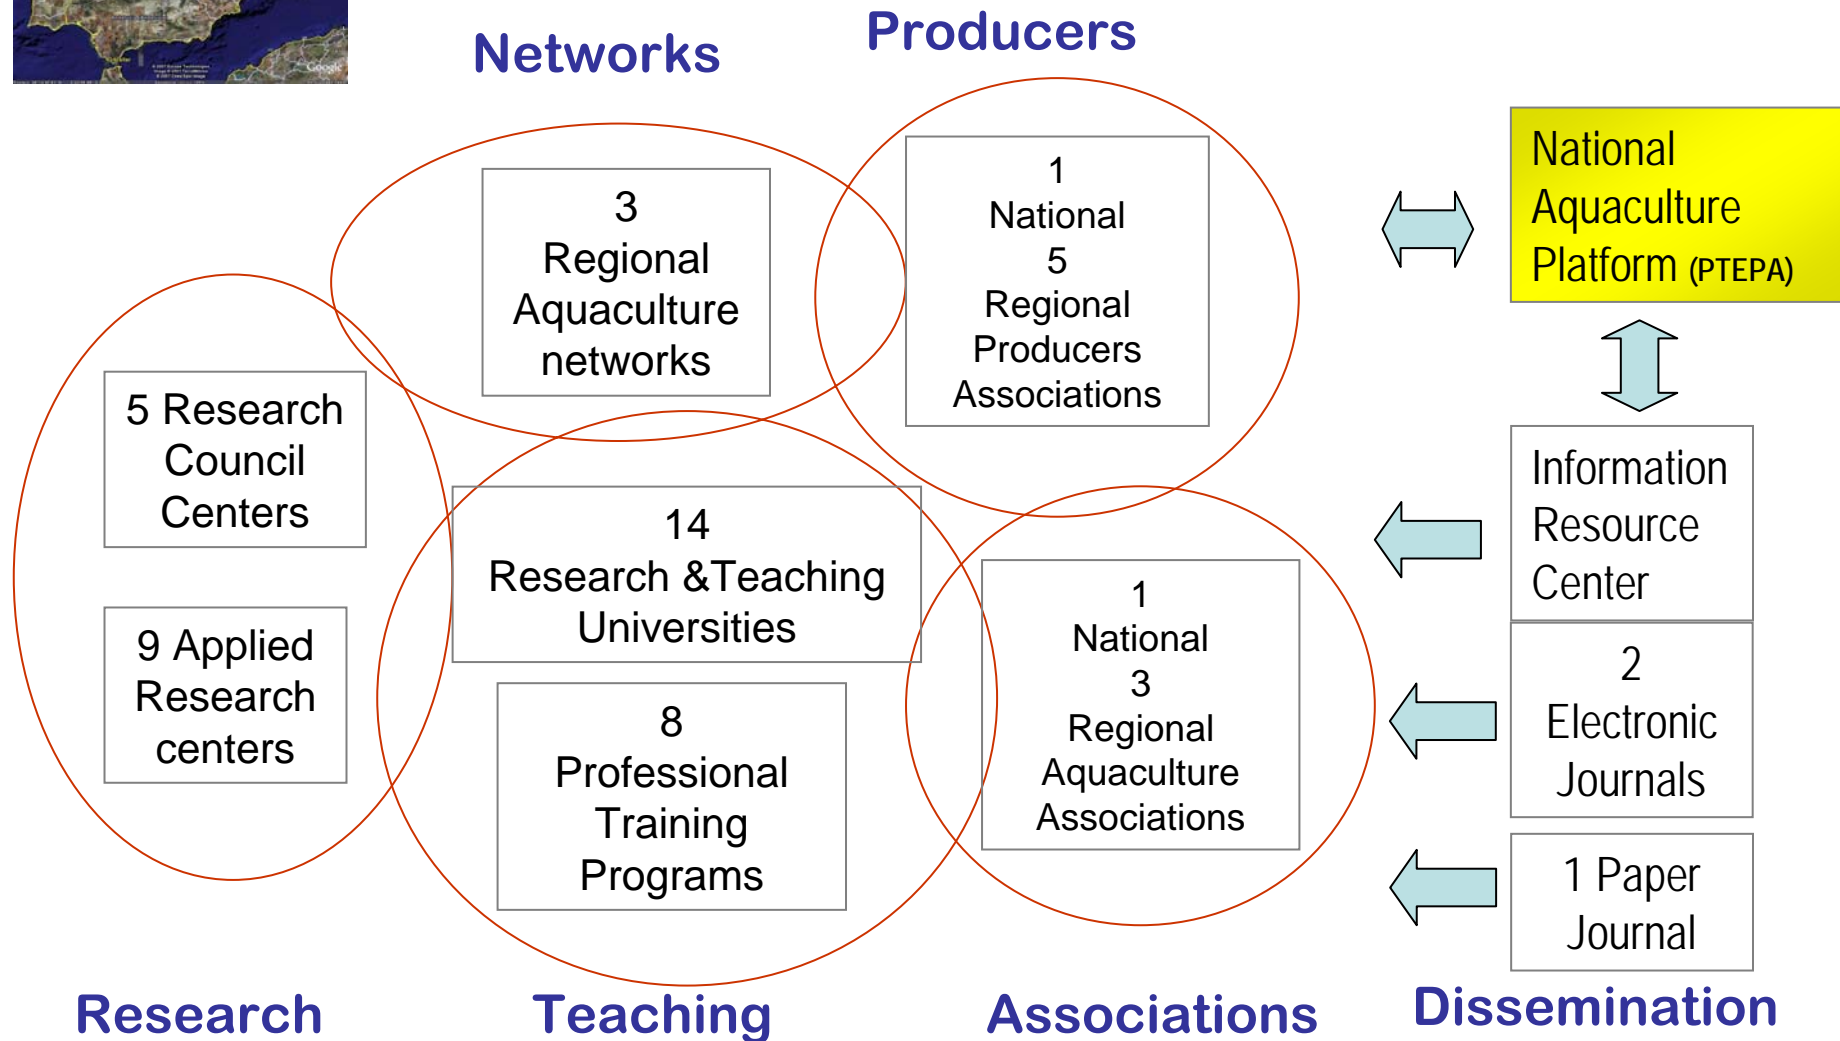 Google
Networks
Producers
3
Regional
Aquaculture
networks
1
National
5
Regional
Producers
Associations
National
Aquaculture
Platform (PTEPA)
5 Research
Council
Centers
9 Applied
Research
centers
14
Research &Teaching
Universities
8
Professional
Training
Programs
1
National
3
Regional
Aquaculture
Associations
Information
Resource
Center
2
Electronic
Journals
1 Paper
Journal
Research
Teaching
Associations
Dissemination